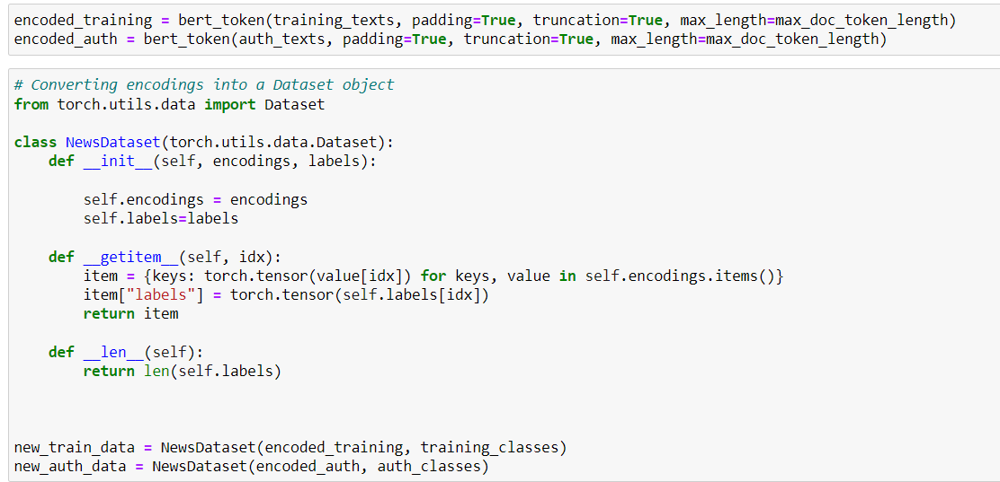 encoded_training = bert_token(training_texts, padding=True, truncation=True, max_length=max_doc_token_length)
encoded_auth = bert_token(auth_texts, padding=True, truncation=True, max_length=max_doc_token_length)
# Converting encodings into a Dataset object
from torch.utils.data import Dataset
class NewsDataset(torch.utils.data.Dataset):
    def __init__(self, encodings, labels):
        self.encodings = encodings
        self.labels=labels
    def __getitem__(self, idx):
        item = {keys: torch.tensor(value[idx]) for keys, value in self.encodings.items()}
        item["labels"] = torch.tensor(self.labels[idx])
        return item
    def __len__(self):
        return len(self.labels)
new_train_data = NewsDataset(encoded_training, training_classes)
new_auth_data = NewsDataset(encoded_auth, auth_classes)